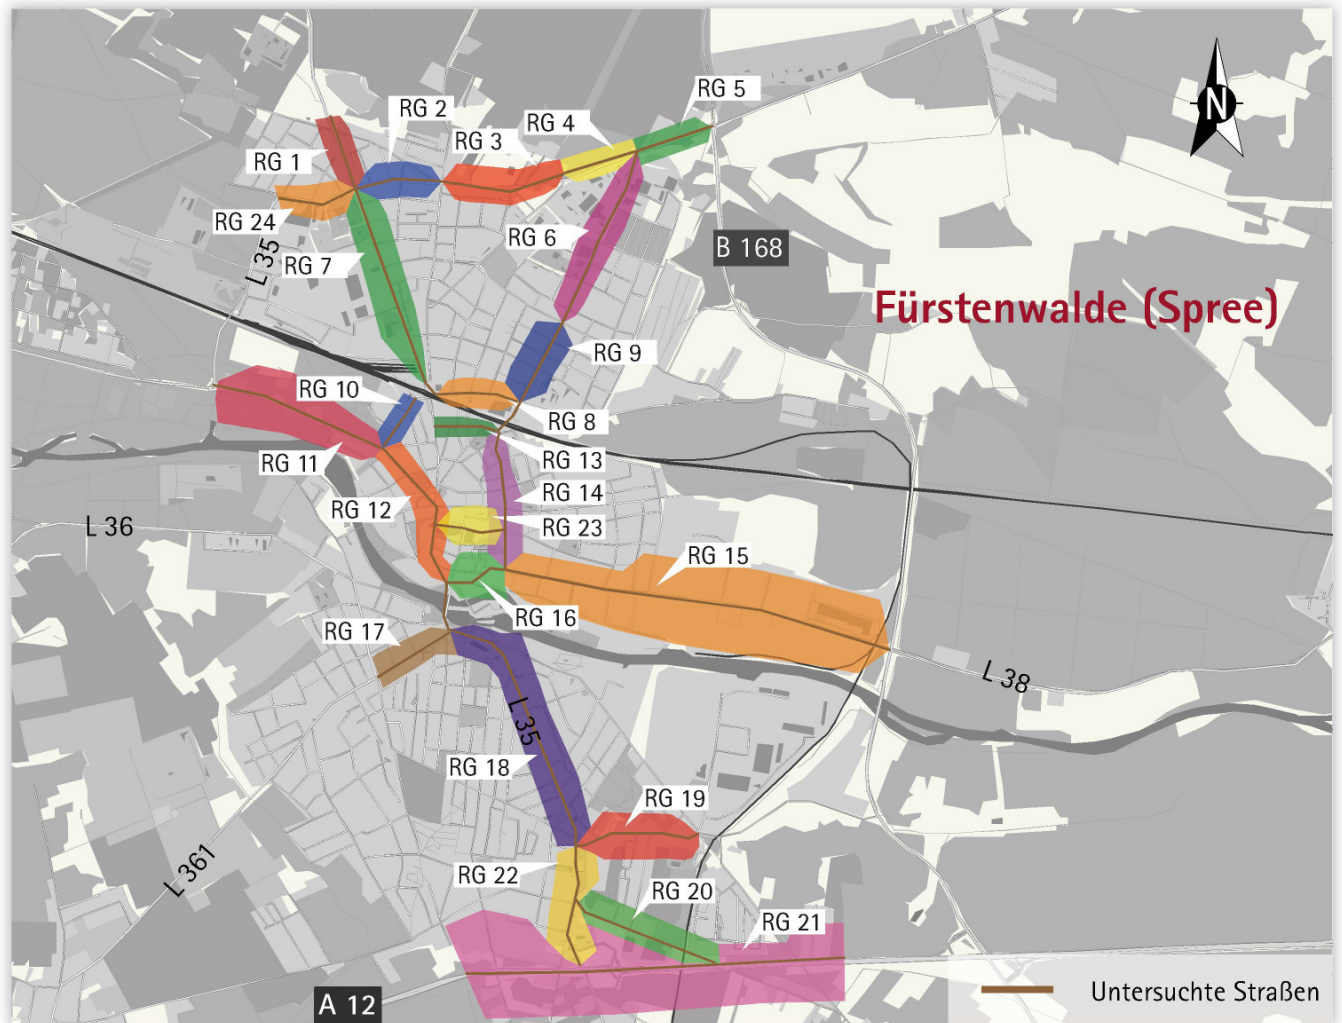 RG 5
RG 2
RG 4
RG 3
N
RG 1
RG 24
RG 6
B 168
L 35
RG 7
Fürstenwalde (Spree)
RG 9
RG 10
RG 8
RG 11
RG 13
RG 14
RG 12
L 36
RG 23
RG 15
RG 16
RG 17
L 38
L 35
RG 18
RG 19
L 361
RG 22
RG 20
RG 21
A 12
Untersuchte Straßen